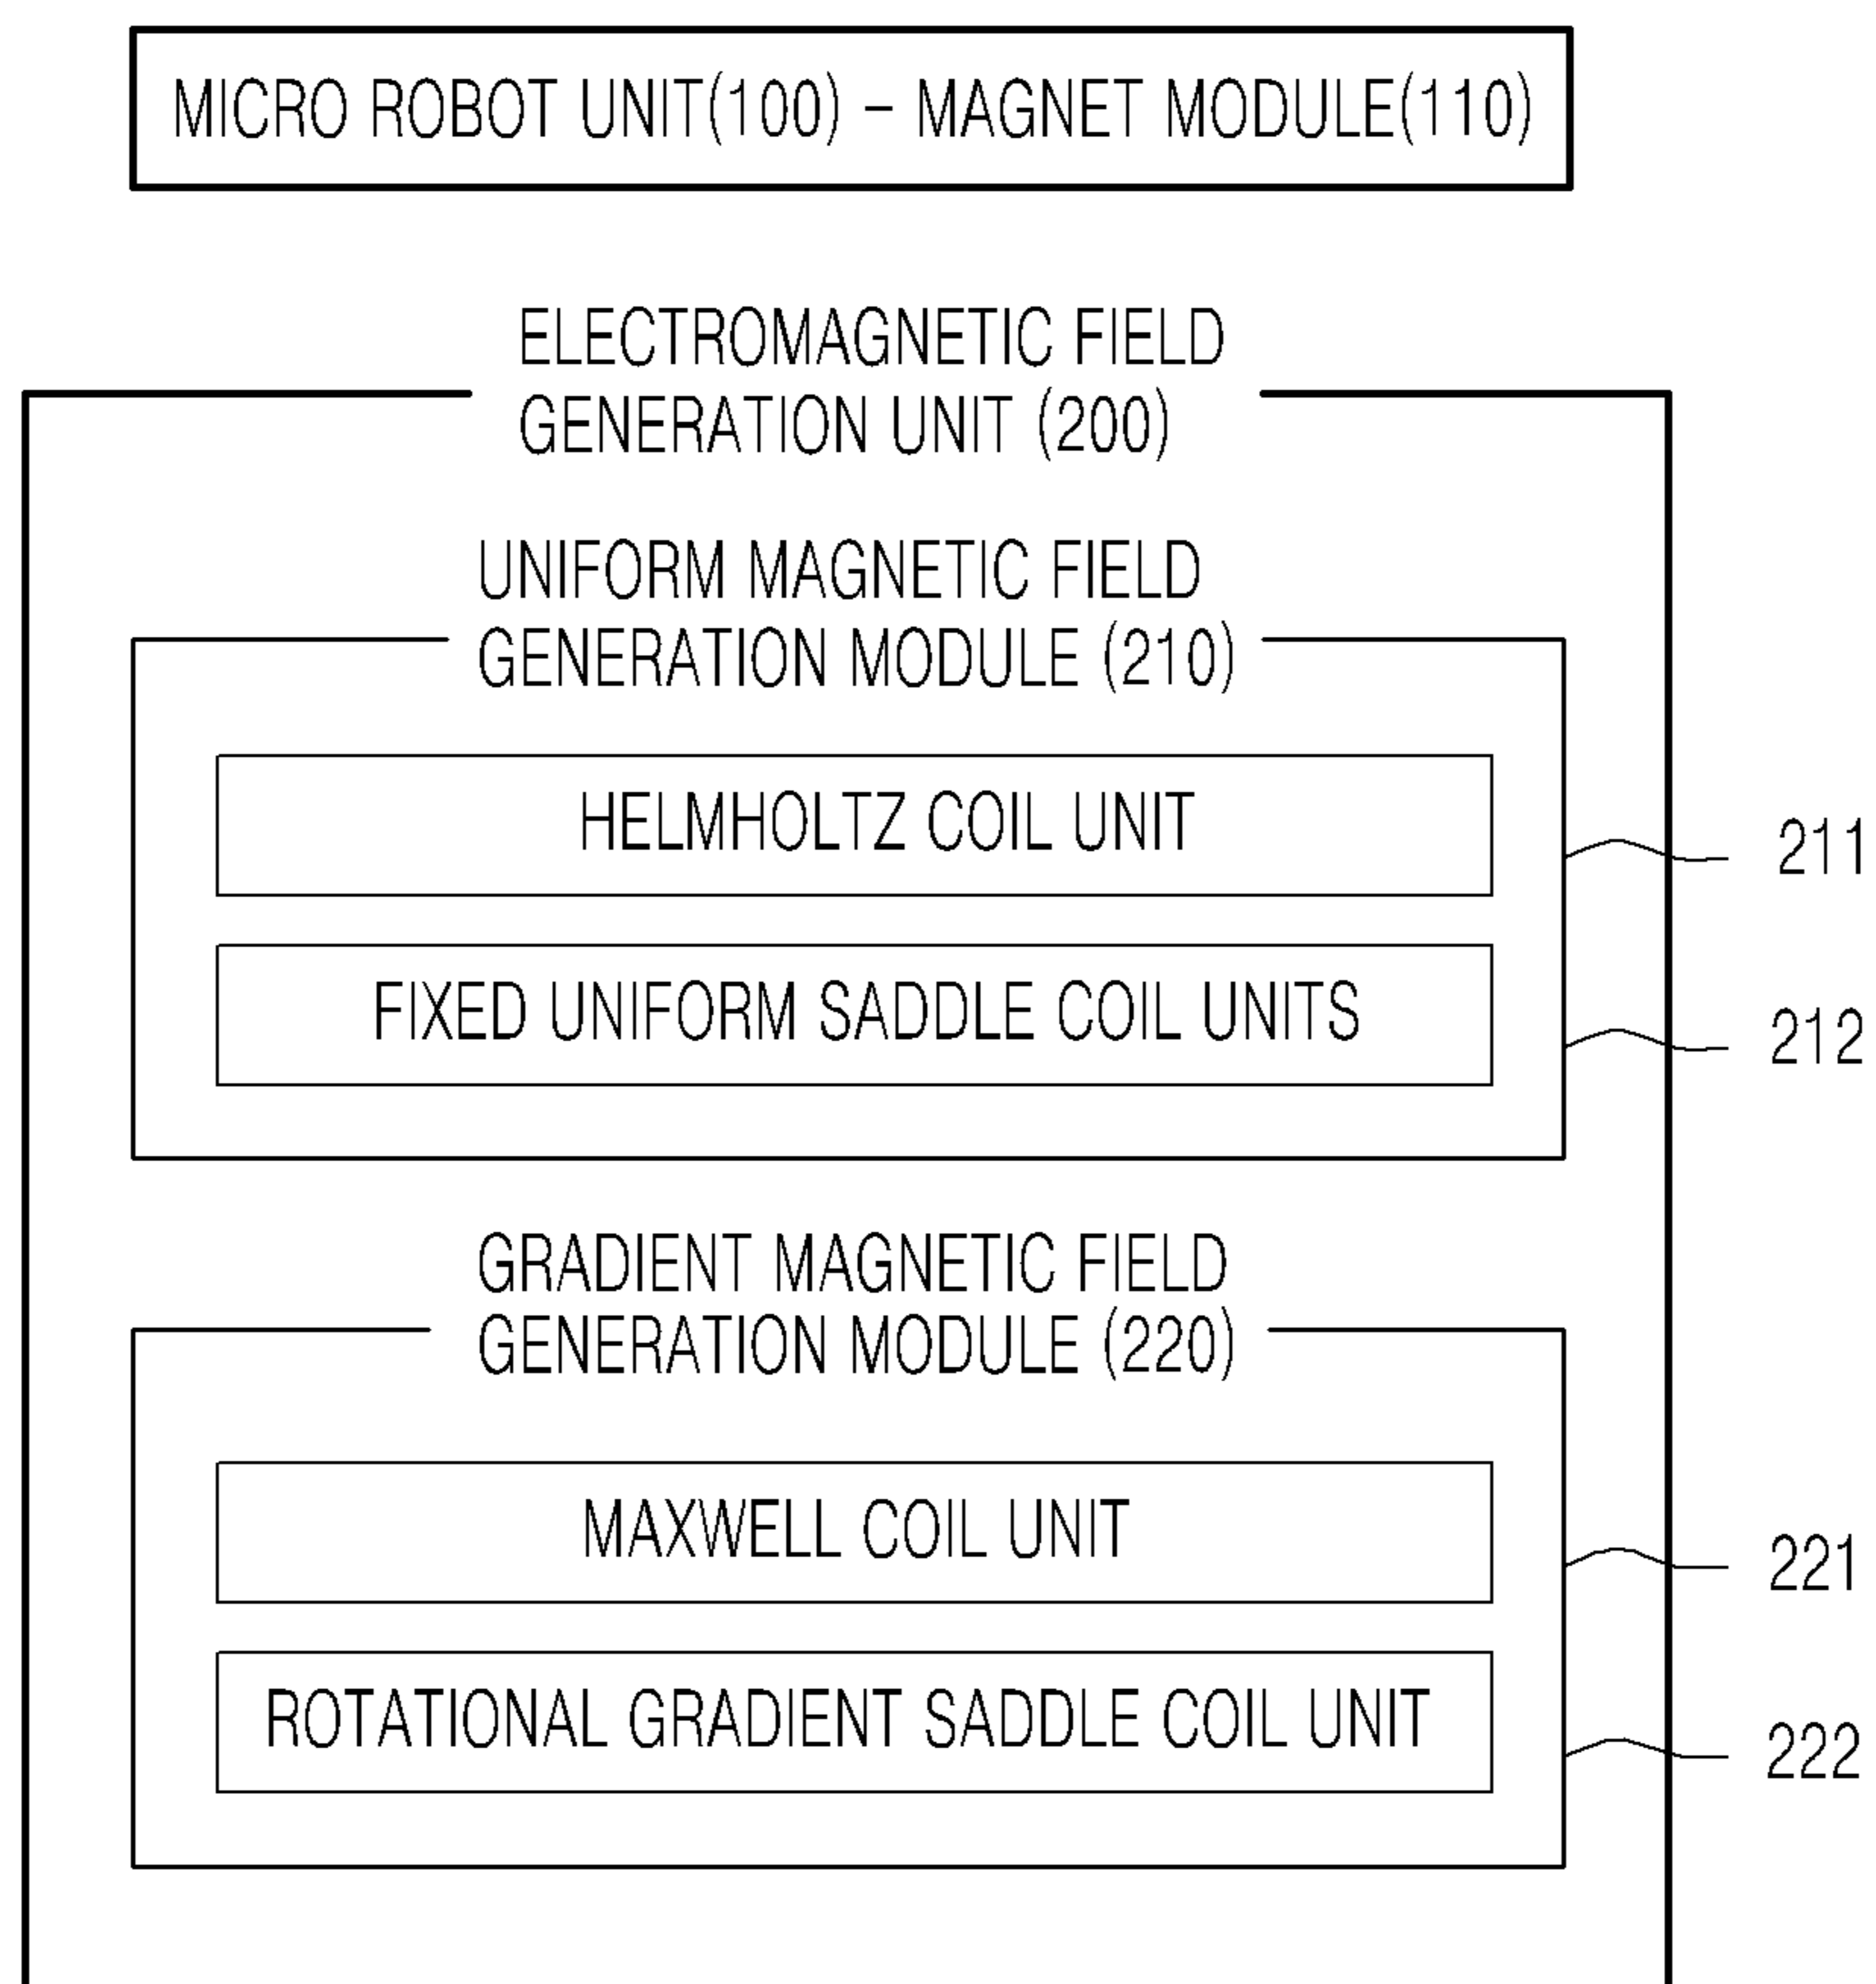 MICRO ROBOT UNIT(100) – MAGNET MODULE(110)
ELECTROMAGNETIC FIELD
GENERATION UNIT (200)
UNIFORM MAGNETIC FIELD
GENERATION MODULE (210)
HELMHOLTZ COIL UNIT
211
FIXED UNIFORM SADDLE COIL UNITS
212
GRADIENT MAGNETIC FIELD
GENERATION MODULE (220)
MAXWELL COIL UNIT
221
ROTATIONAL GRADIENT SADDLE COIL UNIT
222